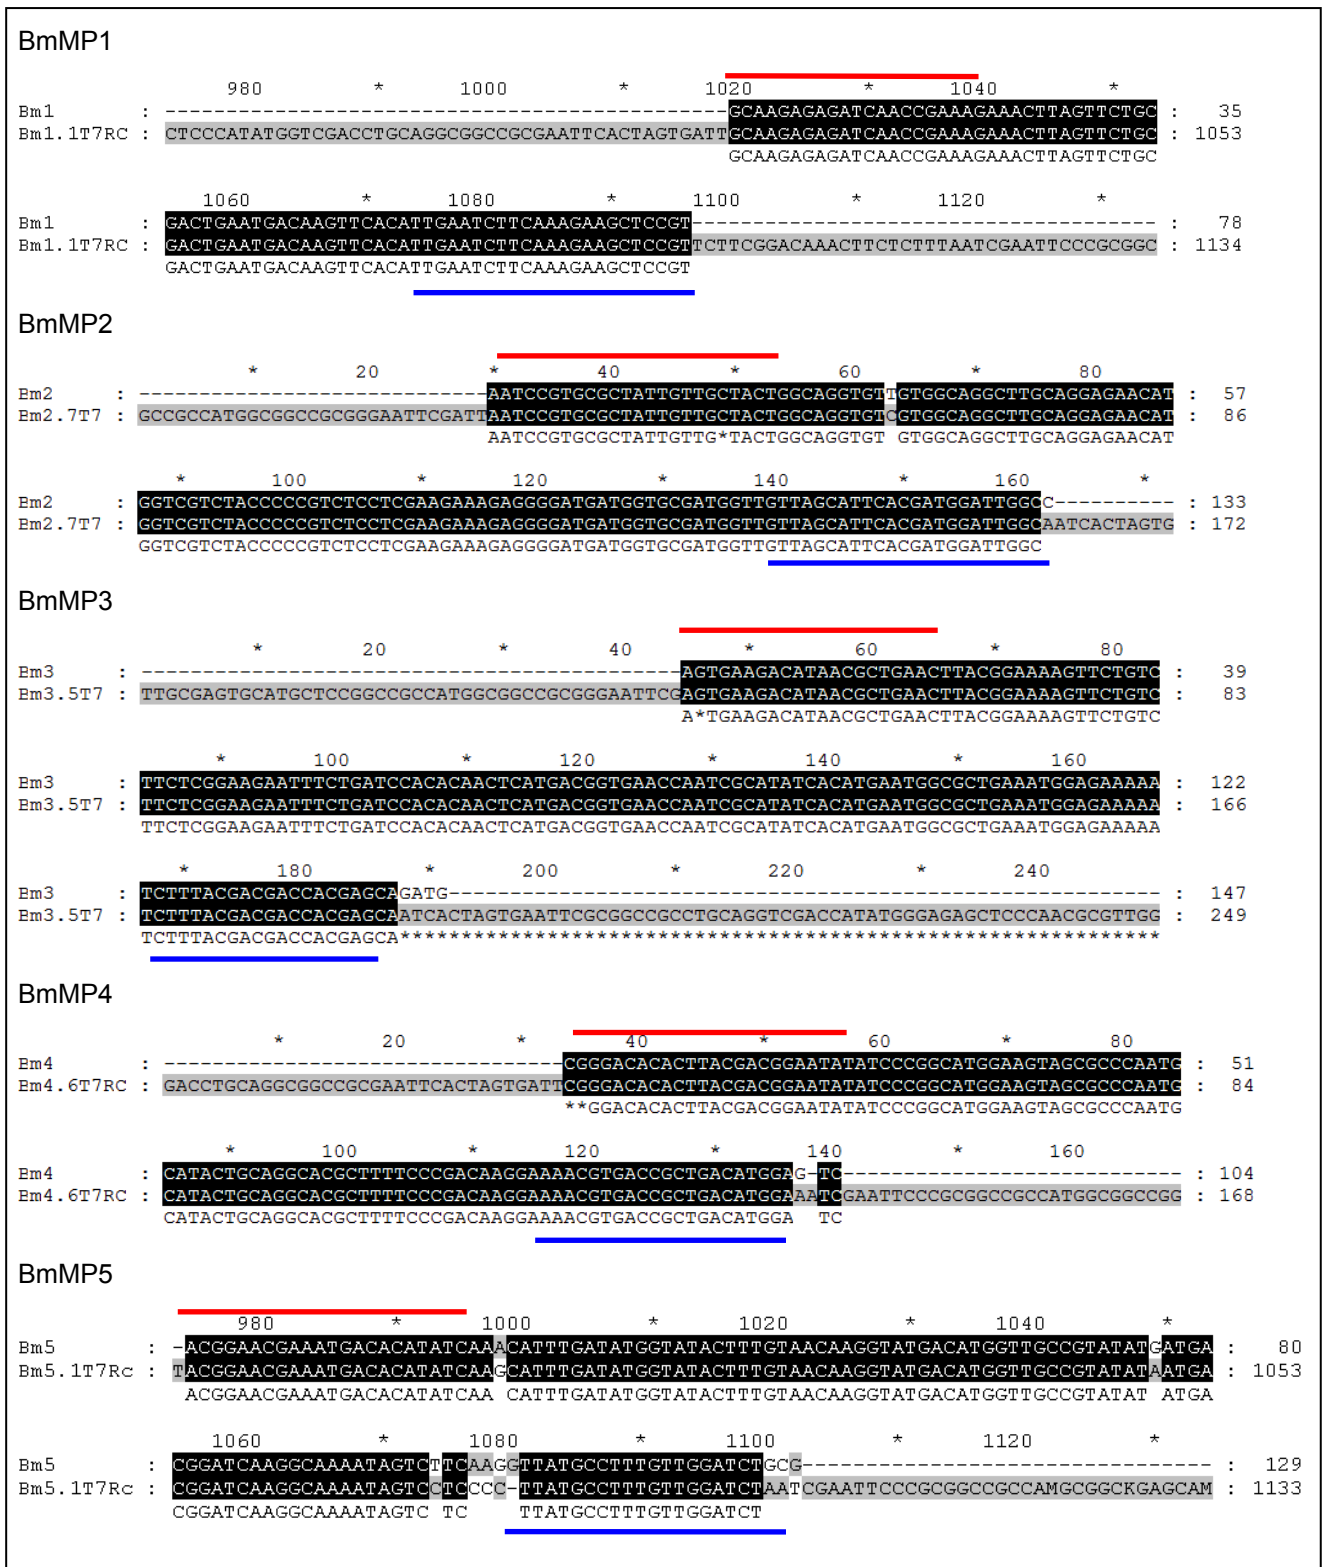 BmMP1
980 * 1000 * 1020 * 1040 *
Bm1 : ----------------------------------------------GCAAGAGAGATCAACCGAAAGAAACTTAGTTCTGC : 35
Bm1.1T7RC : CTCCCATATGGTCGACCTGCAGGCGGCCGCGAATTCACTAGTGATTGCAAGAGAGATCAACCGAAAGAAACTTAGTTCTGC : 1053
GCAAGAGAGATCAACCGAAAGAAACTTAGTTCTGC
1060 * 1080 * 1100 * 1120 *
Bm1 : GACTGAATGACAAGTTCACATTGAATCTTCAAAGAAGCTCCGT-------------------------------------- : 78
Bm1.1T7RC : GACTGAATGACAAGTTCACATTGAATCTTCAAAGAAGCTCCGTTCTTCGGACAAACTTCTCTTTAATCGAATTCCCGCGGC : 1134
GACTGAATGACAAGTTCACATTGAATCTTCAAAGAAGCTCCGT
BmMP2
* 20 * 40 * 60 * 80
Bm2 : -----------------------------AATCCGTGCGCTATTGTTGCTACTGGCAGGTGTTGTGGCAGGCTTGCAGGAGAACAT : 57
Bm2.7T7 : GCCGCCATGGCGGCCGCGGGAATTCGATTAATCCGTGCGCTATTGTTGCTACTGGCAGGTGTCGTGGCAGGCTTGCAGGAGAACAT : 86
AATCCGTGCGCTATTGTTG*TACTGGCAGGTGT GTGGCAGGCTTGCAGGAGAACAT
* 100 * 120 * 140 * 160 *
Bm2 : GGTCGTCTACCCCCGTCTCCTCGAAGAAAGAGGGGATGATGGTGCGATGGTTGTTAGCATTCACGATGGATTGGCC---------- : 133
Bm2.7T7 : GGTCGTCTACCCCCGTCTCCTCGAAGAAAGAGGGGATGATGGTGCGATGGTTGTTAGCATTCACGATGGATTGGCAATCACTAGTG : 172
GGTCGTCTACCCCCGTCTCCTCGAAGAAAGAGGGGATGATGGTGCGATGGTTGTTAGCATTCACGATGGATTGGC
BmMP3
* 20 * 40 * 60 * 80
Bm3 : --------------------------------------------AGTGAAGACATAACGCTGAACTTACGGAAAAGTTCTGTC : 39
Bm3.5T7 : TTGCGAGTGCATGCTCCGGCCGCCATGGCGGCCGCGGGAATTCGAGTGAAGACATAACGCTGAACTTACGGAAAAGTTCTGTC : 83
A*TGAAGACATAACGCTGAACTTACGGAAAAGTTCTGTC
* 100 * 120 * 140 * 160
Bm3 : TTCTCGGAAGAATTTCTGATCCACACAACTCATGACGGTGAACCAATCGCATATCACATGAATGGCGCTGAAATGGAGAAAAA : 122
Bm3.5T7 : TTCTCGGAAGAATTTCTGATCCACACAACTCATGACGGTGAACCAATCGCATATCACATGAATGGCGCTGAAATGGAGAAAAA : 166
TTCTCGGAAGAATTTCTGATCCACACAACTCATGACGGTGAACCAATCGCATATCACATGAATGGCGCTGAAATGGAGAAAAA
* 180 * 200 * 220 * 240
Bm3 : TCTTTACGACGACCACGAGCAGATG---------------------------------------------------------- : 147
Bm3.5T7 : TCTTTACGACGACCACGAGCAATCACTAGTGAATTCGCGGCCGCCTGCAGGTCGACCATATGGGAGAGCTCCCAACGCGTTGG : 249
TCTTTACGACGACCACGAGCA**************************************************************
BmMP4
* 20 * 40 * 60 * 80
Bm4 : ---------------------------------CGGGACACACTTACGACGGAATATATCCCGGCATGGAAGTAGCGCCCAATG : 51
Bm4.6T7RC : GACCTGCAGGCGGCCGCGAATTCACTAGTGATTCGGGACACACTTACGACGGAATATATCCCGGCATGGAAGTAGCGCCCAATG : 84
**GGACACACTTACGACGGAATATATCCCGGCATGGAAGTAGCGCCCAATG
* 100 * 120 * 140 * 160
Bm4 : CATACTGCAGGCACGCTTTTCCCGACAAGGAAAACGTGACCGCTGACATGGAG-TC---------------------------- : 104
Bm4.6T7RC : CATACTGCAGGCACGCTTTTCCCGACAAGGAAAACGTGACCGCTGACATGGAAATCGAATTCCCGCGGCCGCCATGGCGGCCGG : 168
CATACTGCAGGCACGCTTTTCCCGACAAGGAAAACGTGACCGCTGACATGGA TC
BmMP5
980 * 1000 * 1020 * 1040 *
Bm5 : -ACGGAACGAAATGACACATATCAAACATTTGATATGGTATACTTTGTAACAAGGTATGACATGGTTGCCGTATATGATGA : 80
Bm5.1T7Rc : TACGGAACGAAATGACACATATCAAGCATTTGATATGGTATACTTTGTAACAAGGTATGACATGGTTGCCGTATATAATGA : 1053
ACGGAACGAAATGACACATATCAA CATTTGATATGGTATACTTTGTAACAAGGTATGACATGGTTGCCGTATAT ATGA
1060 * 1080 * 1100 * 1120 *
Bm5 : CGGATCAAGGCAAAATAGTCTTCAAGGTTATGCCTTTGTTGGATCTGCG-------------------------------- : 129
Bm5.1T7Rc : CGGATCAAGGCAAAATAGTCCTCCCC-TTATGCCTTTGTTGGATCTAATCGAATTCCCGCGGCCGCCAMGCGGCKGAGCAM : 1133
CGGATCAAGGCAAAATAGTC TC TTATGCCTTTGTTGGATCT